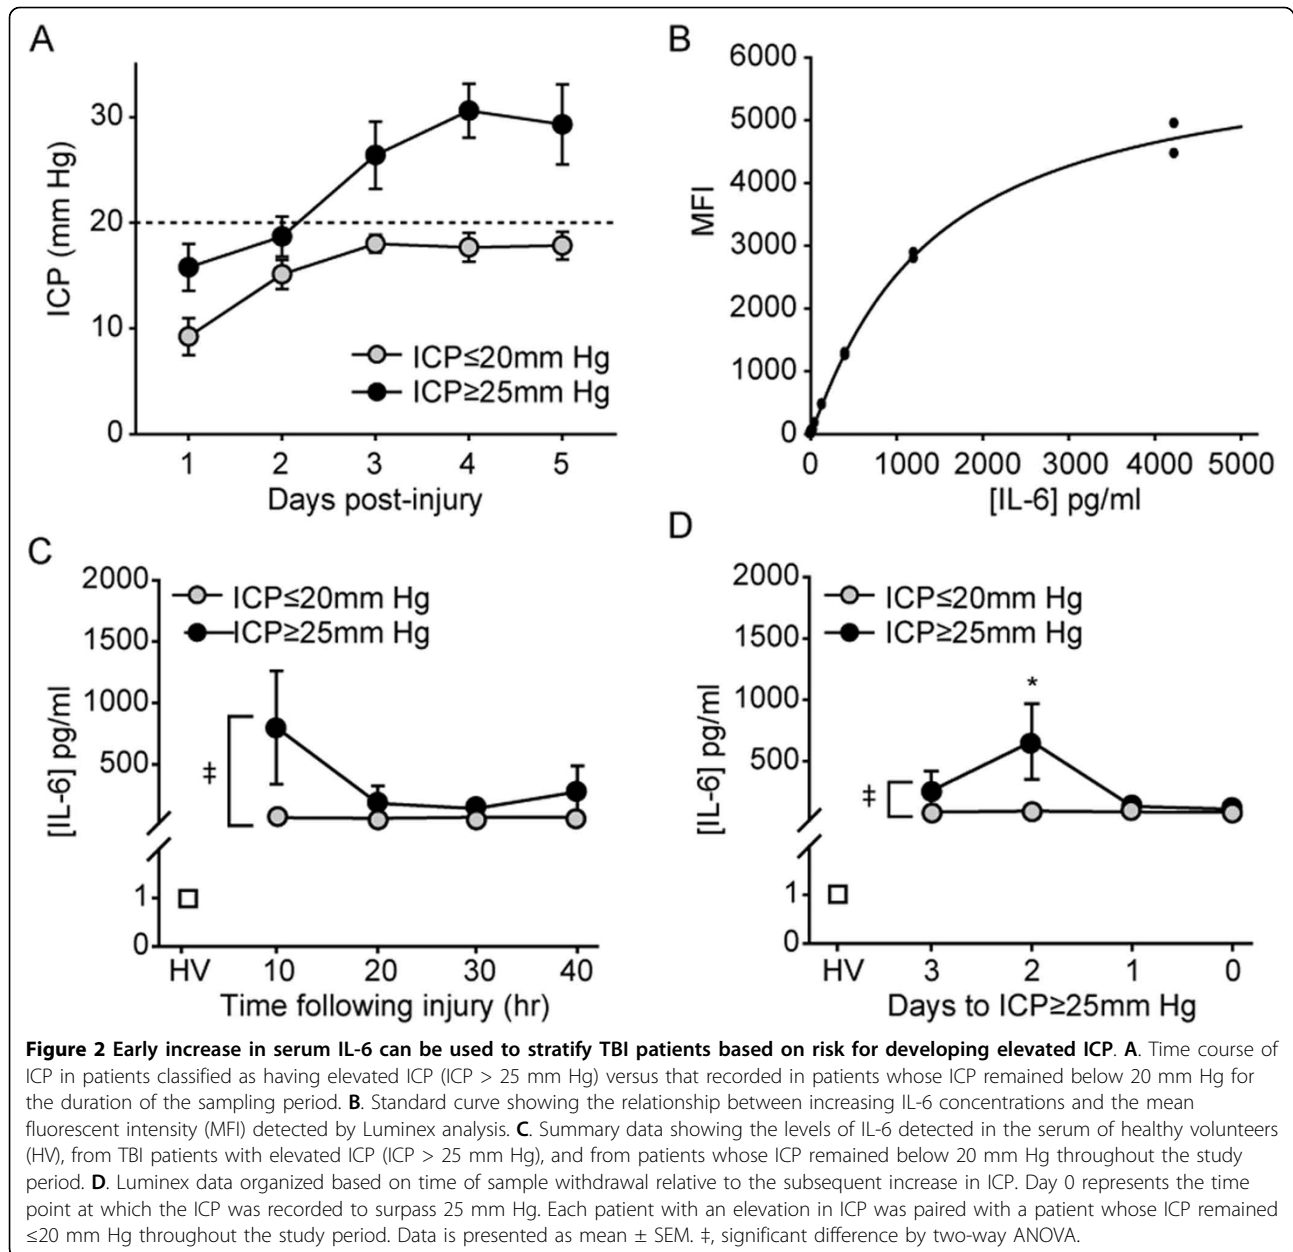 A
30
20
10
0
ICP (mm Hg)
ICP≤20mm Hg
ICP≥25mm Hg
1 2 3 4 5
Days post-injury
B
6000
5000
4000
3000
2000
1000
0
MFI
0 1000 2000 3000 4000 5000
[IL-6] pg/ml
C
2000
1500
1000
500
1
0
[IL-6] pg/ml
ICP≤20mm Hg
ICP≥25mm Hg
‡
HV 10 20 30 40
Time following injury (hr)
D
2000
1500
1000
500
1
0
[IL-6] pg/ml
ICP≤20mm Hg
ICP≥25mm Hg
*
‡
HV 3 2 1 0
Days to ICP≥25mm Hg
Figure 2 Early increase in serum IL-6 can be used to stratify TBI patients based on risk for developing elevated ICP. A. Time course of
ICP in patients classified as having elevated ICP (ICP > 25 mm Hg) versus that recorded in patients whose ICP remained below 20 mm Hg for
the duration of the sampling period. B. Standard curve showing the relationship between increasing IL-6 concentrations and the mean
fluorescent intensity (MFI) detected by Luminex analysis. C. Summary data showing the levels of IL-6 detected in the serum of healthy volunteers
(HV), from TBI patients with elevated ICP (ICP > 25 mm Hg), and from patients whose ICP remained below 20 mm Hg throughout the study
period. D. Luminex data organized based on time of sample withdrawal relative to the subsequent increase in ICP. Day 0 represents the time
point at which the ICP was recorded to surpass 25 mm Hg. Each patient with an elevation in ICP was paired with a patient whose ICP remained
≤20 mm Hg throughout the study period. Data is presented as mean ± SEM. ‡, significant difference by two-way ANOVA.